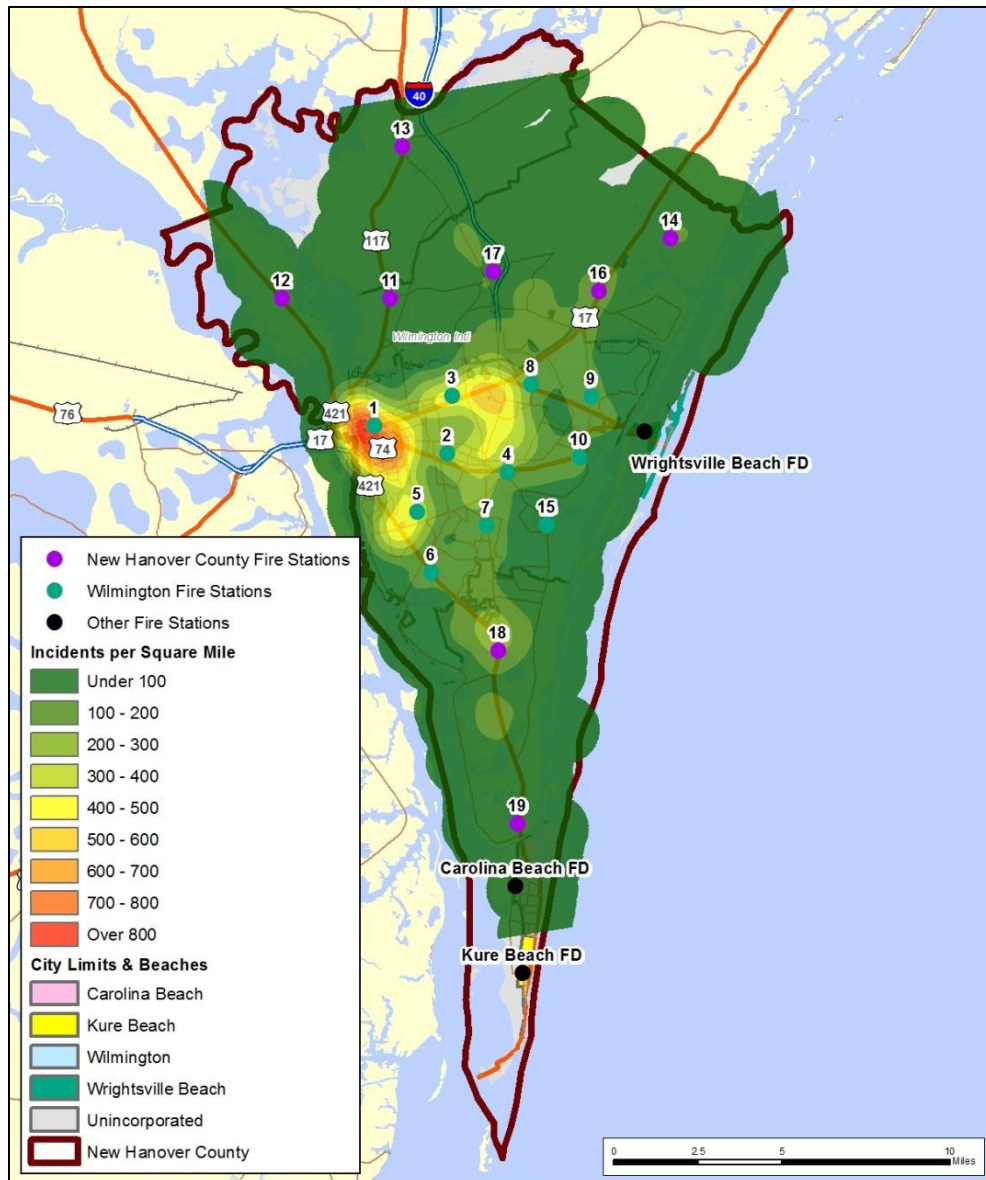 40
13
117
14
17
12
11
16
17
Wilmington Intl
8
3
9
76
421
1
17
74
2
10
4
Wrightsville Beach FD
421
5
7
15
6
New Hanover County Fire Stations
Wilmington Fire Stations
Other Fire Stations
18
Incidents per Square Mile
Under 100
100 - 200
200 - 300
300 - 400
400 - 500
19
500 - 600
600 - 700
Carolina Beach FD
700 - 800
Over 800
Kure Beach FD
City Limits & Beaches
Carolina Beach
Kure Beach
Wilmington
Wrightsville Beach
Unincorporated
New Hanover County
0 2.5 5 10
Miles